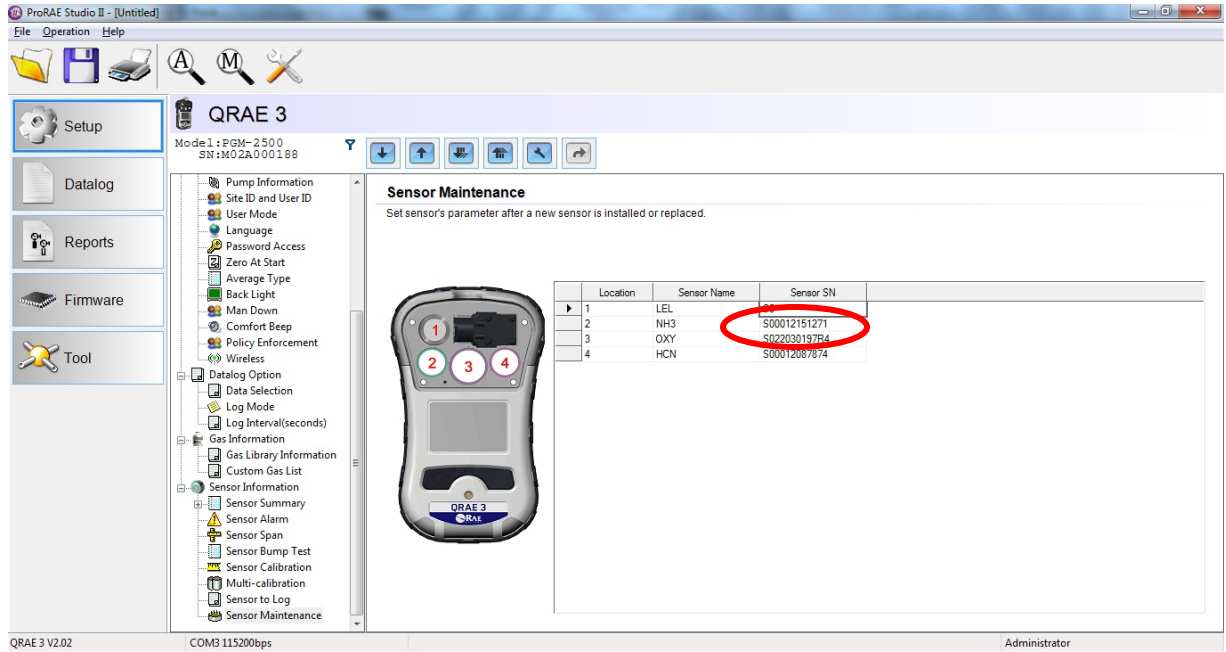 ProRAE Studio II - [Untitled]
File Operation Help
A M
QRAE 3
Setup
Datalog
Reports
Firmware
Tool
Model:PGM-2500
SN:M02A000188
Pump Information
Site ID and User ID
User Mode
Language
Password Access
Zero At Start
Average Type
Back Light
Man Down
Comfort Beep
Policy Enforcement
Wireless
Datalog Option
Data Selection
Log Mode
Log Interval(seconds)
Gas Information
Gas Library Information
Custom Gas List
Sensor Information
Sensor Summary
Sensor Alarm
Sensor Span
Sensor Bump Test
Sensor Calibration
Multi-calibration
Sensor to Log
Sensor Maintenance
Sensor Maintenance
Set sensor's parameter after a new sensor is installed or replaced.
1
2 3 4
QRAE 3
RAE
Location Sensor Name Sensor SN
1 LEL
2 NH3 S00012151271
3 OXY S022030197R4
4 HCN S00012087874
QRAE 3 V2.02 COM3 115200bps Administrator